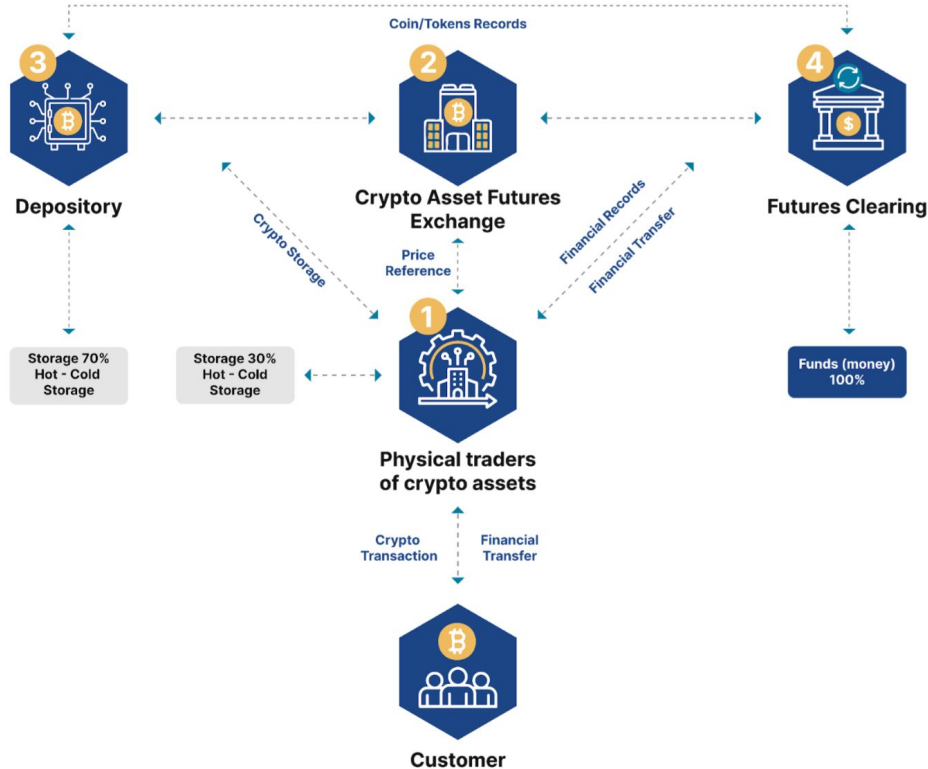 Coin/Tokens Records
3
2
4
Depository
Crypto Asset Futures
Exchange
Futures Clearing
Crypto Storage
Price
Reference
Financial Records
Financial Transfer
1
Storage 70%
Hot - Cold
Storage
Storage 30%
Hot - Cold
Storage
Funds (money)
100%
Physical traders
of crypto assets
Crypto
Transaction
Financial
Transfer
Customer